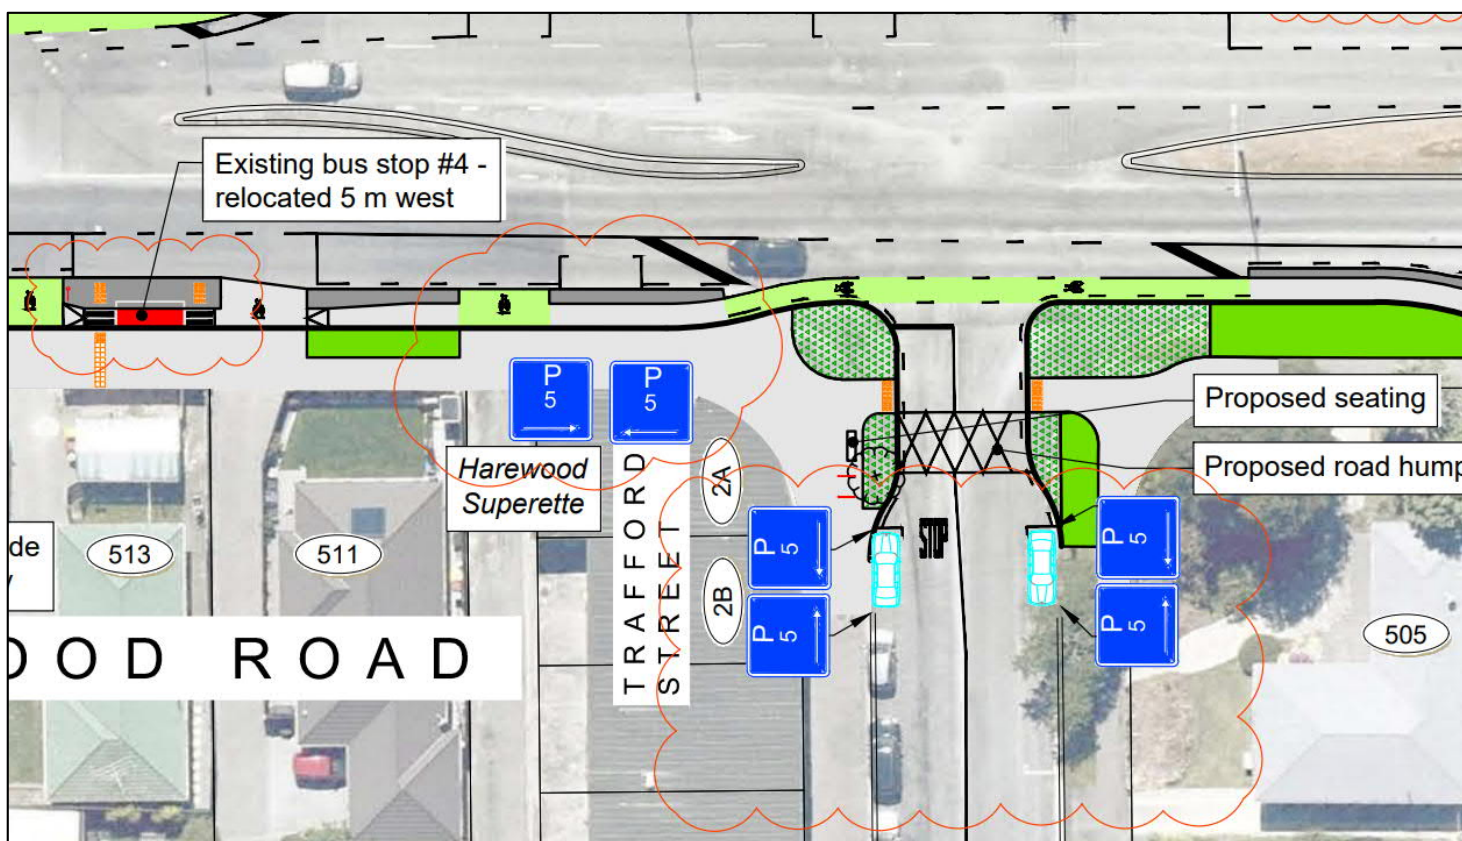 Existing bus stop #4 -
relocated 5 m west
P
5
P
5
Proposed seating
Proposed road hump
Harewood
Superette
TRAFFORD
STREET
2A
2B
P 5
P 5
P 5
P 5
STOP
de
513
511
505
OOD ROAD